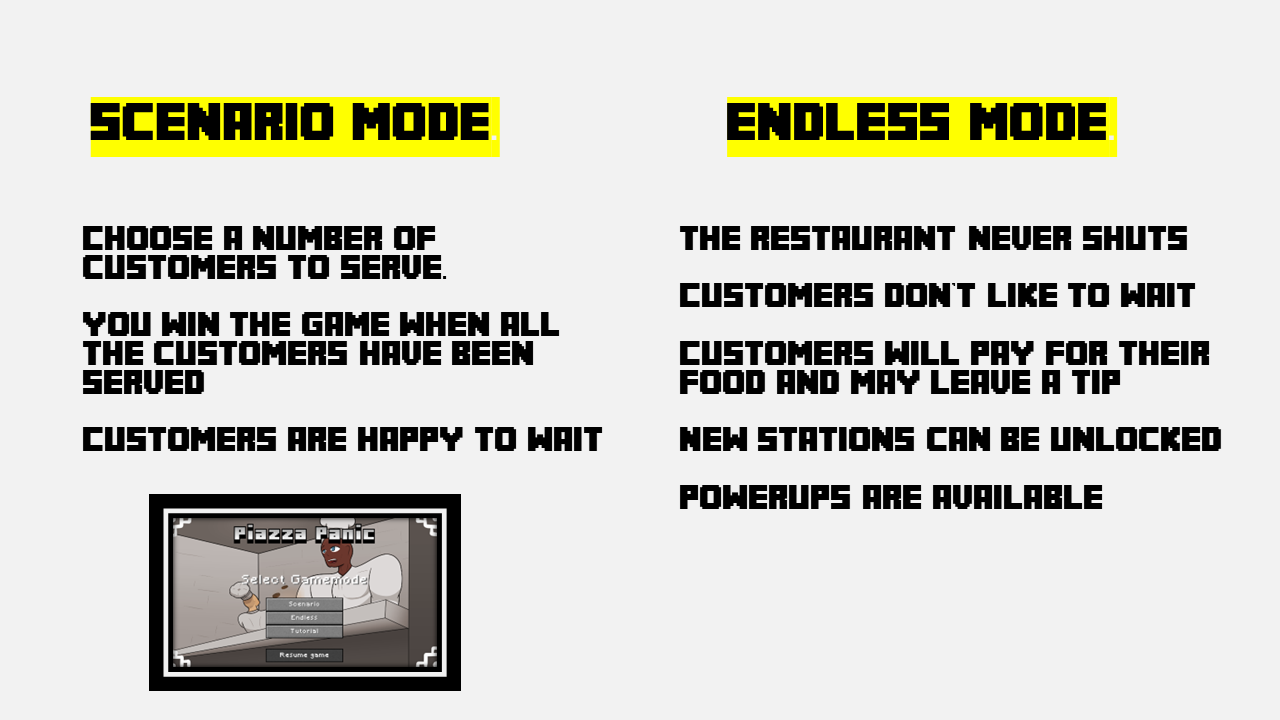 SCENARIO MODE.
CHOOSE A NUMBER OF
CUSTOMERS TO SERVE.
YOU WIN THE GAME WHEN ALL
THE CUSTOMERS HAVE BEEN
SERVED
CUSTOMERS ARE HAPPY TO WAIT
Piazza Panic
Select Gamemode
Scenario
Endless
Tutorial
Resume game
ENDLESS MODE.
THE RESTAURANT NEVER SHUTS
CUSTOMERS DON'T LIKE TO WAIT
CUSTOMERS WILL PAY FOR THEIR
FOOD AND MAY LEAVE A TIP
NEW STATIONS CAN BE UNLOCKED
POWERUPS ARE AVAILABLE